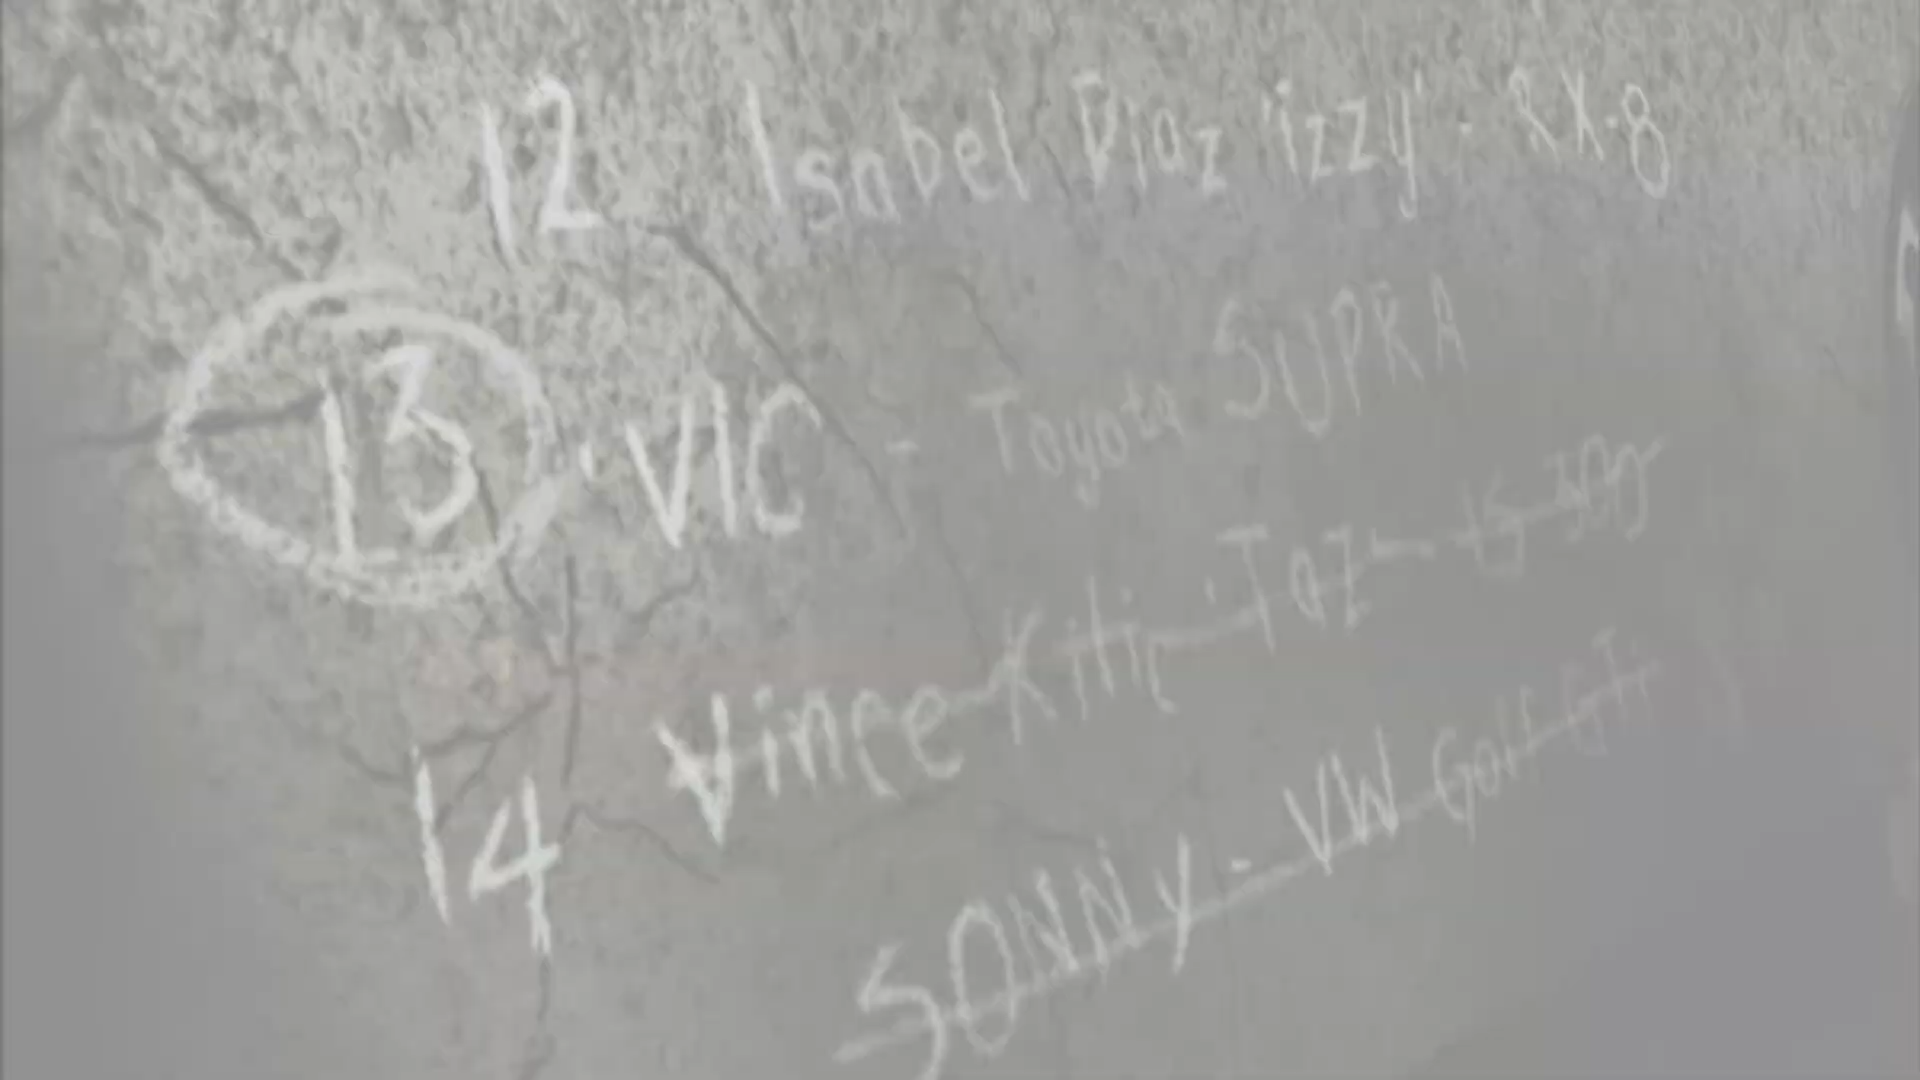 12 Isabel Diaz 'izzy' - RX-8
13 'VIC - Toyota SUPRA
14 Vince Kilic 'Taz - is 300
SONNY - VW Golf GTi